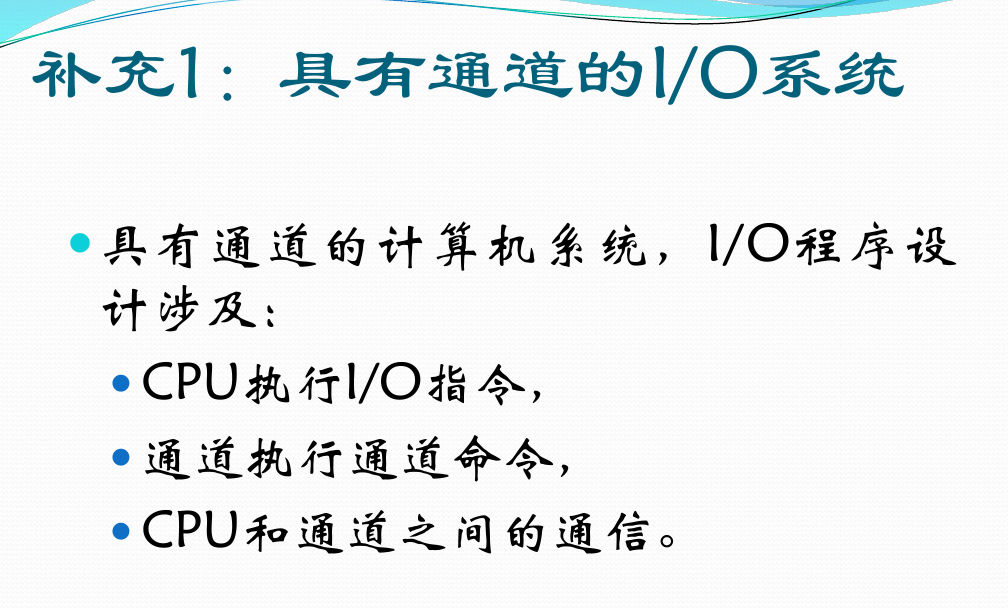 补充1：具有通道的I/O系统
具有通道的计算机系统，I/O程序设
计涉及：
CPU执行I/O指令，
通道执行通道命令，
CPU和通道之间的通信。